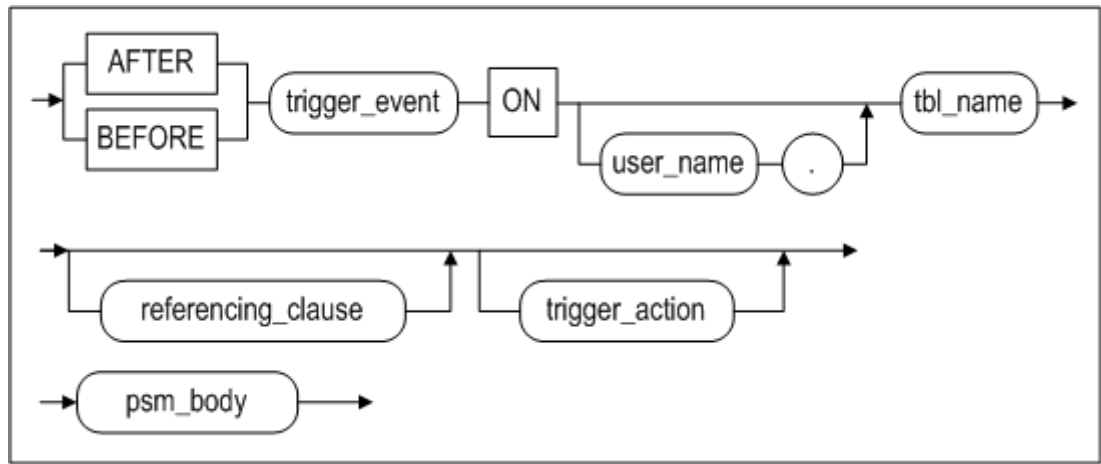 AFTER
BEFORE
trigger_event
ON
user_name
.
tbl_name
referencing_clause
trigger_action
psm_body